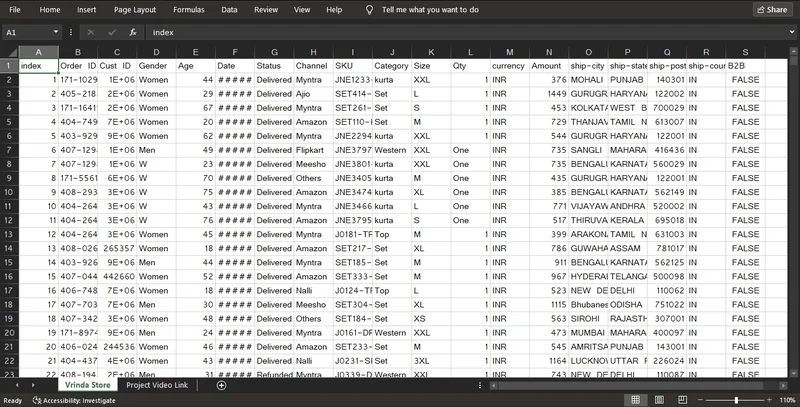 File Home Insert Page Layout Formulas Data Review View Help Tell me what you want to do Share
A1 index
A B C D E F G H I J K L M N O P Q R S
1 index Order ID Cust ID Gender Age Date Status Channel SKU Category Size Qty currency Amount ship-city ship-state ship-post ship-coun B2B
2 1 171-1029 1E+06 Women 44 ##### Delivered Myntra JNE1233- kurta XXL 1 INR 376 MOHALI PUNJAB 140301 IN FALSE
3 2 405-218 2E+06 Women 29 ##### Delivered Ajio SET414- Set L 1 INR 1449 GURUGR HARYAN 122002 IN FALSE
4 3 171-1641 2E+06 Women 67 ##### Delivered Myntra SET261- Set S 1 INR 453 KOLKAT WEST B 700029 IN FALSE
5 4 404-749 7E+06 Women 20 ##### Delivered Amazon SET110- Set M 1 INR 729 THANJAV TAMIL N 613007 IN FALSE
6 5 403-929 9E+06 Women 62 ##### Delivered Myntra JNE2294 kurta XXL 1 INR 544 GURUGR HARYAN 122001 IN FALSE
7 6 407-129 1E+06 Men 49 ##### Delivered Flipkart JNE3797 Western XXL One INR 735 SANGLI MAHARA 416436 IN FALSE
8 7 407-129 1E+06 W 23 ##### Delivered Meesho JNE3801 kurta XXL One INR 735 BENGAL KARNAT 560029 IN FALSE
9 8 171-5561 6E+06 W 70 ##### Delivered Others JNE3405 kurta M One INR 435 GURUGR HARYAN 122001 IN FALSE
10 9 408-293 3E+06 W 75 ##### Delivered Amazon JNE3474 kurta XL One INR 385 BENGAL KARNAT 562149 IN FALSE
11 10 404-264 3E+06 W 43 ##### Delivered Myntra JNE3466 kurta L One INR 771 VIJAYAW ANDHRA 520002 IN FALSE
12 11 404-264 3E+06 W 76 ##### Delivered Amazon JNE3795 kurta S One INR 517 THIRUVA KERALA 695018 IN FALSE
13 12 404-264 3E+06 Women 45 ##### Delivered Myntra J0181-TF Top M 1 INR 399 ARAKON TAMIL N 631003 IN FALSE
14 13 408-026 265357 Women 18 ##### Delivered Amazon SET217- Set XL 1 INR 786 GUWAHA ASSAM 781017 IN FALSE
15 14 403-926 9E+06 Men 44 ##### Delivered Myntra SET185- Set M 1 INR 911 BENGAL KARNAT 562125 IN FALSE
16 15 407-044 442660 Women 52 ##### Delivered Amazon SET333- Set M 1 INR 967 HYDERA TELANG 500098 IN FALSE
17 16 406-748 7E+06 Women 18 ##### Delivered Nalli J0124-TF Top L 1 INR 523 NEW DE DELHI 110062 IN FALSE
18 17 407-703 7E+06 Men 30 ##### Delivered Meesho SET304- Set XL 1 INR 1115 Bhubanes ODISHA 751022 IN FALSE
19 18 407-342 3E+06 Women 48 ##### Delivered Others SET184- Set XS 1 INR 563 SIROHI RAJASTH 307001 IN FALSE
20 19 171-8974 9E+06 Men 24 ##### Delivered Myntra J0161-DF Western XXL 1 INR 473 MUMBAI MAHARA 400097 IN FALSE
21 20 406-024 244536 Women 46 ##### Delivered Amazon SET233- Set M 1 INR 545 AMRITSA PUNJAB 143001 IN FALSE
22 21 404-437 4E+06 Women 43 ##### Delivered Nalli J0231-S Set 3XL 1 INR 1164 LUCKNO UTTAR P 226024 IN FALSE
23 22 408-194 2E+06 Men 31 ##### Refunded Myntra J0339-D Western XXL 1 INR 743 NEW DE DELHI 110087 IN FALSE
Vrinda Store Project Video Link
Ready Accessibility: Investigate 110%